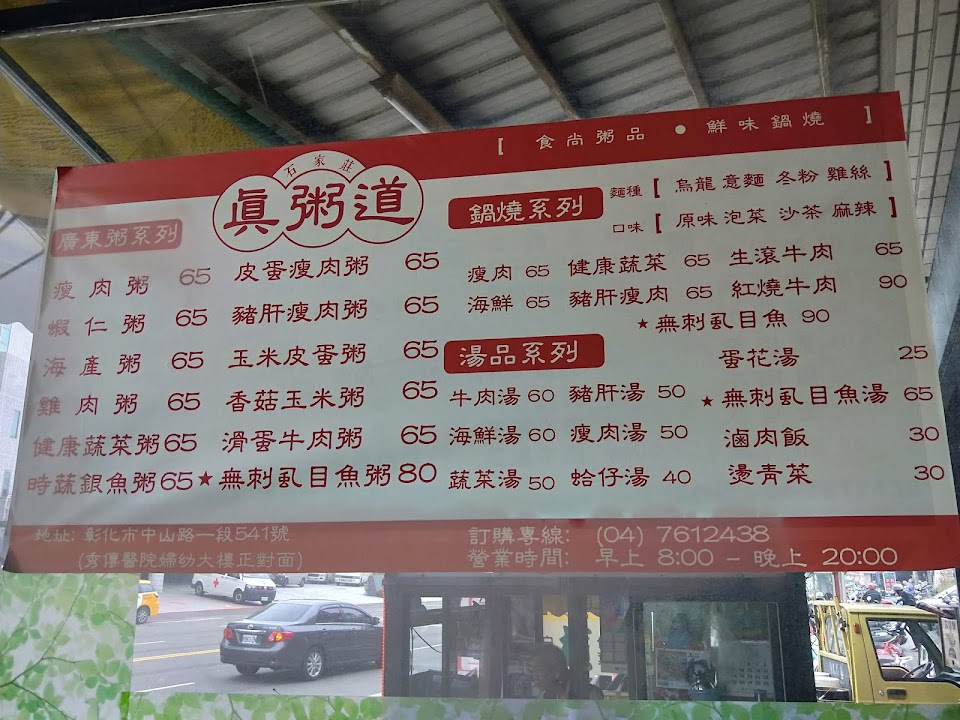 [ 食尚粥品 ● 鮮味鍋燒 ]
石家莊
真粥道
廣東粥系列
瘦肉粥 65 皮蛋瘦肉粥 65
蝦仁粥 65 豬肝瘦肉粥 65
海產粥 65 玉米皮蛋粥 65
雞肉粥 65 香菇玉米粥 65
健康蔬菜粥 65 滑蛋牛肉粥 65
時蔬銀魚粥 65 ★無刺虱目魚粥 80
鍋燒系列
麵種 [ 烏龍 意麵 冬粉 雞絲 ]
口味 [ 原味 泡菜 沙茶 麻辣 ]
瘦肉 65 健康蔬菜 65 生滾牛肉 65
海鮮 65 豬肝瘦肉 65 紅燒牛肉 90
★無刺虱目魚 90
湯品系列
蛋花湯 25
牛肉湯 60 豬肝湯 50 ★無刺虱目魚湯 65
海鮮湯 60 瘦肉湯 50 滷肉飯 30
蔬菜湯 50 蛤仔湯 40 燙青菜 30
地址: 彰化市中山路一段541號
(秀傳醫院婦幼大樓正對面)
訂購專線: (04) 7612438
營業時間: 早上 8:00 - 晚上 20:00